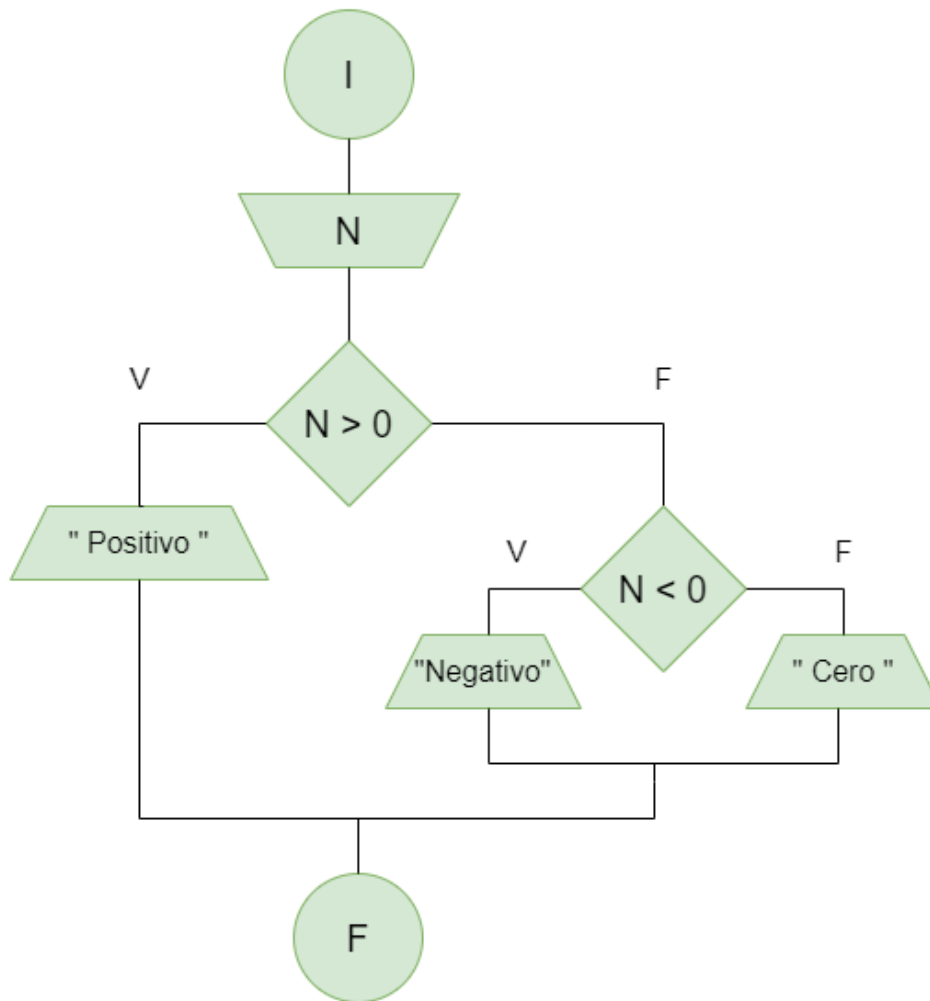 I
N
V
F
N > 0
" Positivo "
V
F
N < 0
"Negativo"
" Cero "
F